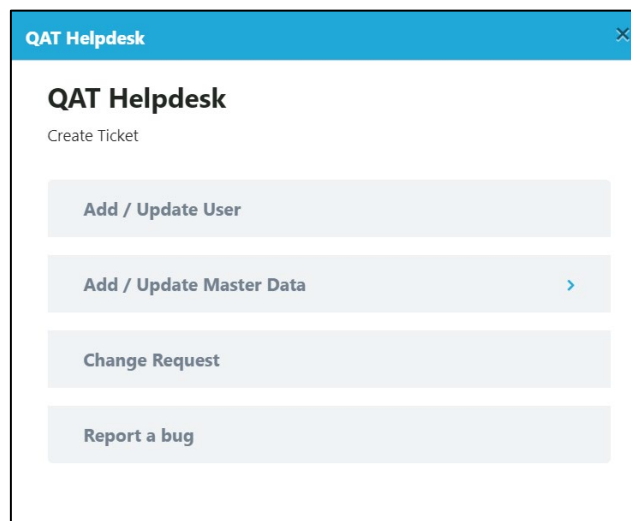 QAT Helpdesk
QAT Helpdesk
Create Ticket
Add / Update User
Add / Update Master Data
Change Request
Report a bug